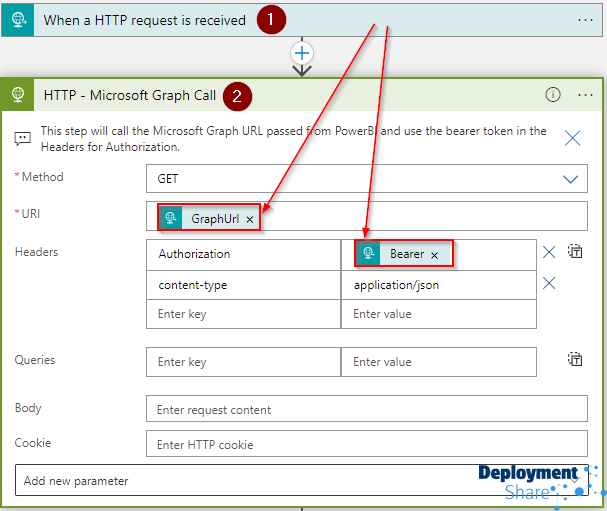 When a HTTP request is received 1 ...
HTTP - Microsoft Graph Call 2 ...
This step will call the Microsoft Graph URL passed from PowerBI and use the bearer token in the
Headers for Authorization.
* Method GET
* URI GraphUrl ×
Headers Authorization Bearer ×
content-type application/json
Enter key Enter value
Queries Enter key Enter value
Body Enter request content
Cookie Enter HTTP cookie
Add new parameter
Deployment
Share